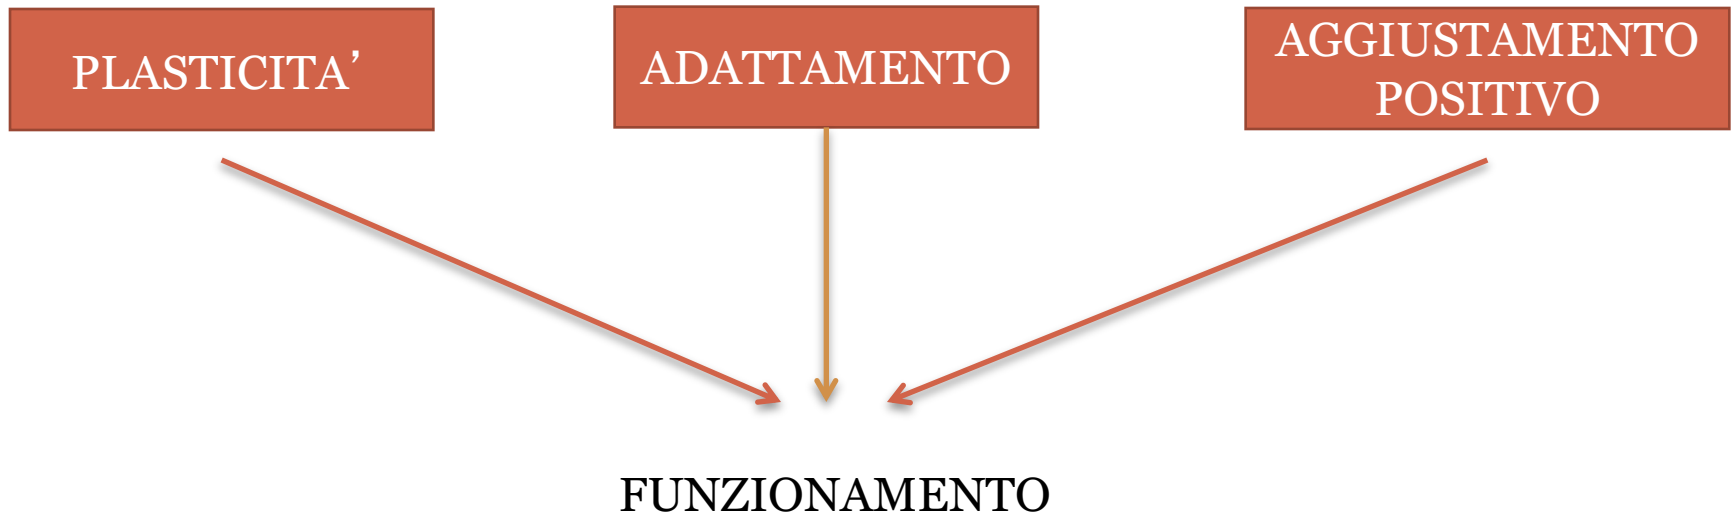 PLASTICITA’
ADATTAMENTO
AGGIUSTAMENTO
POSITIVO
FUNZIONAMENTO